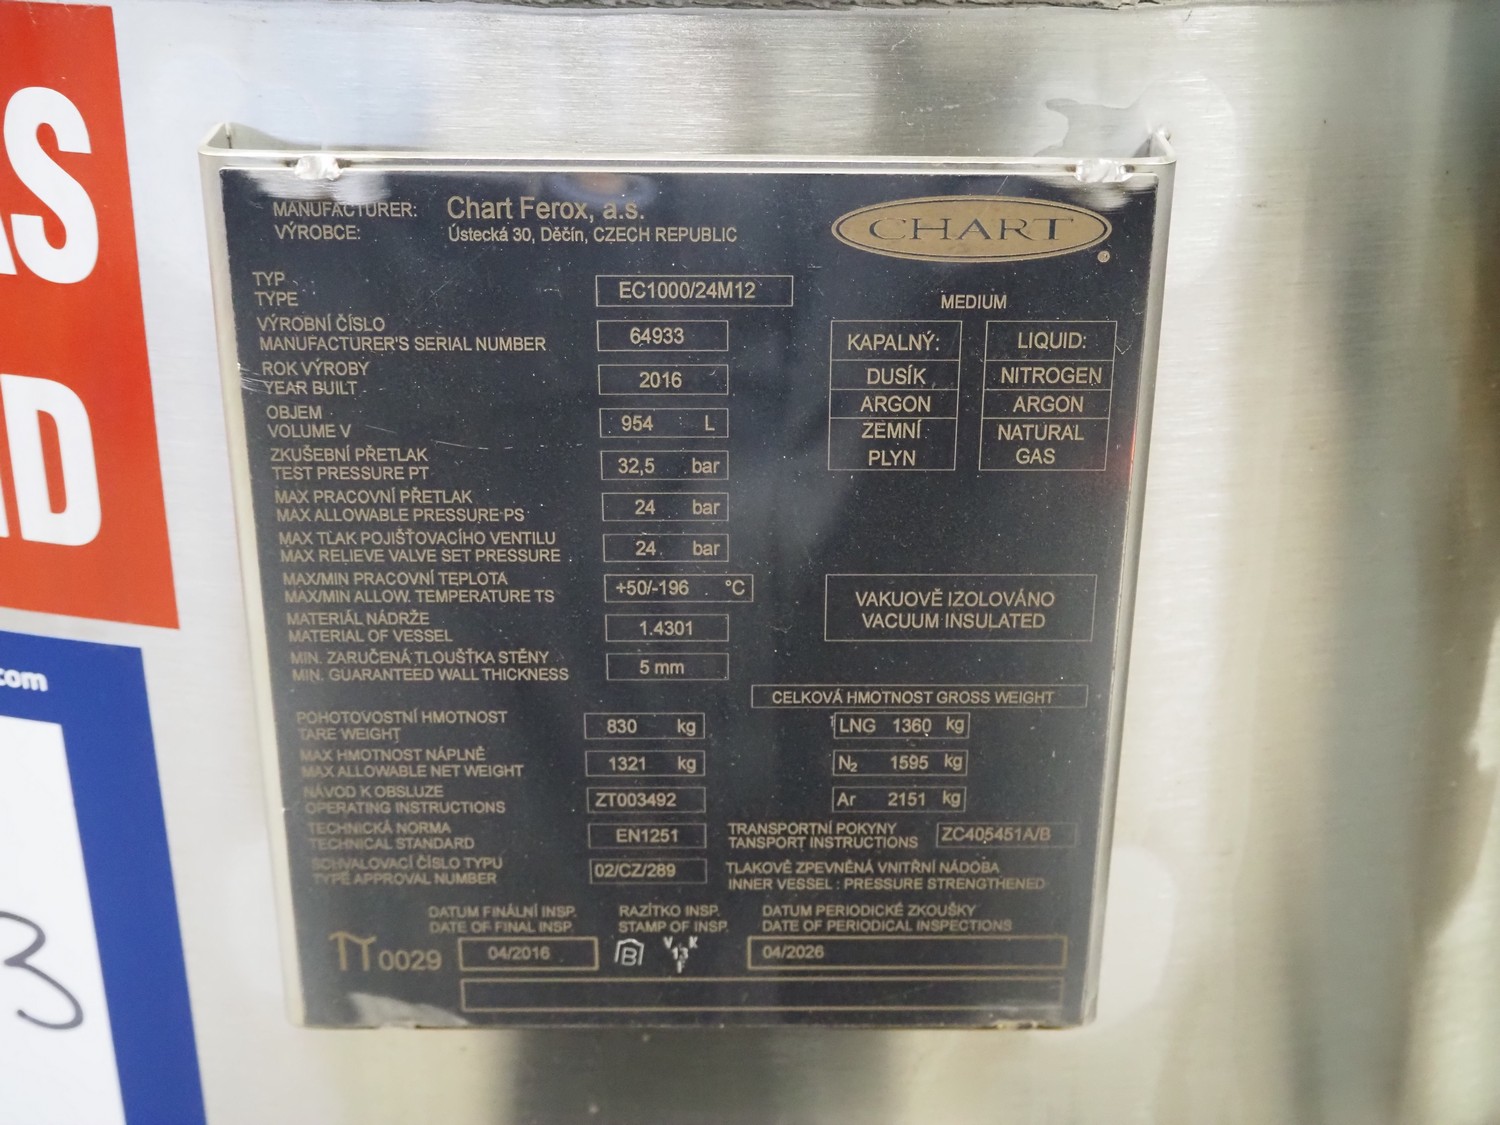 AS
ND
.com
3
MANUFACTURER: Chart Ferox, a.s.
VÝROBCE: Ústecká 30, Děčín, CZECH REPUBLIC
CHART
TYP
TYPE
EC1000/24M12
VÝROBNÍ ČÍSLO
MANUFACTURER'S SERIAL NUMBER
64933
ROK VÝROBY
YEAR BUILT
2016
OBJEM
VOLUME V
954 L
ZKUŠEBNÍ PŘETLAK
TEST PRESSURE PT
32,5 bar
MAX PRACOVNÍ PŘETLAK
MAX ALLOWABLE PRESSURE PS
24 bar
MAX TLAK POJIŠŤOVACÍHO VENTILU
MAX RELIEVE VALVE SET PRESSURE
24 bar
MAX/MIN PRACOVNÍ TEPLOTA
MAX/MIN ALLOW. TEMPERATURE TS
+50/-196 °C
MATERIÁL NÁDRŽE
MATERIAL OF VESSEL
1.4301
MIN. ZARUČENÁ TLOUŠTKA STĚNY
MIN. GUARANTEED WALL THICKNESS
5 mm
MEDIUM
KAPALNÝ: LIQUID:
DUSÍK NITROGEN
ARGON ARGON
ZEMNÍ NATURAL
PLYN GAS
VAKUOVĚ IZOLOVÁNO
VACUUM INSULATED
CELKOVÁ HMOTNOST GROSS WEIGHT
LNG 1360 kg
N2 1595 kg
Ar 2151 kg
POHOTOVOSTNÍ HMOTNOST
TARE WEIGHT
830 kg
MAX HMOTNOST NÁPLNĚ
MAX ALLOWABLE NET WEIGHT
1321 kg
NÁVOD K OBSLUZE
OPERATING INSTRUCTIONS
ZT003492
TECHNICKÁ NORMA
TECHNICAL STANDARD
EN1251
TRANSPORTNÍ POKYNY
TANSPORT INSTRUCTIONS
ZC405451A/B
SCHVALOVACÍ ČÍSLO TYPU
TYPE APPROVAL NUMBER
02/CZ/289
TLAKOVĚ ZPEVNĚNÁ VNITŘNÍ NÁDOBA
INNER VESSEL : PRESSURE STRENGTHENED
DATUM FINÁLNÍ INSP.
DATE OF FINAL INSP.
RAZÍTKO INSP.
STAMP OF INSP.
DATUM PERIODICKÉ ZKOUŠKY
DATE OF PERIODICAL INSPECTIONS
0029
04/2016
B
V K
13
F
04/2026